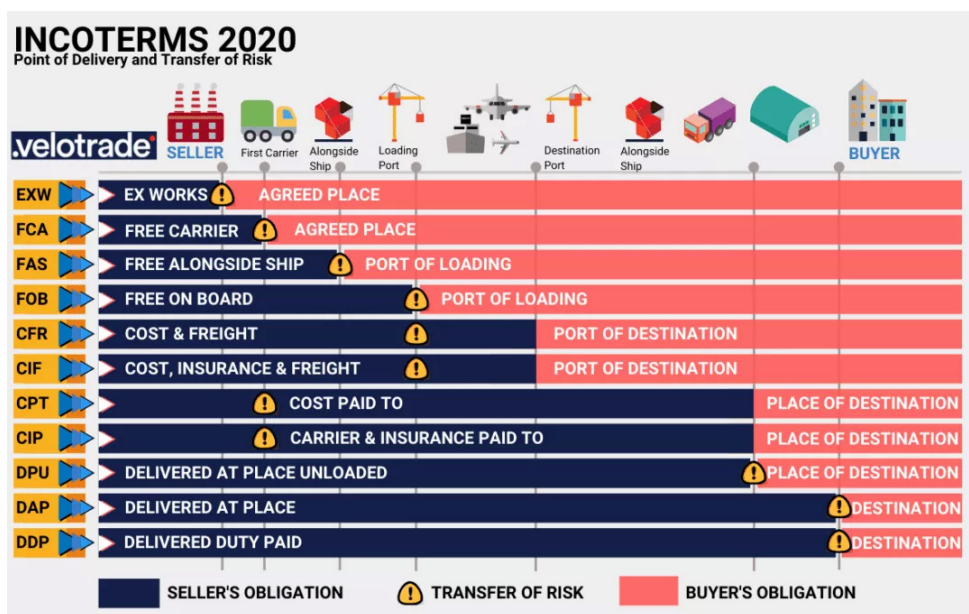 INCOTERMS 2020
Point of Delivery and Transfer of Risk
.velotrade
SELLER
First Carrier
Alongside
Ship
Loading
Port
Destination
Port
Alongside
Ship
BUYER
EXW EX WORKS AGREED PLACE
FCA FREE CARRIER AGREED PLACE
FAS FREE ALONGSIDE SHIP PORT OF LOADING
FOB FREE ON BOARD PORT OF LOADING
CFR COST & FREIGHT PORT OF DESTINATION
CIF COST, INSURANCE & FREIGHT PORT OF DESTINATION
CPT COST PAID TO PLACE OF DESTINATION
CIP CARRIER & INSURANCE PAID TO PLACE OF DESTINATION
DPU DELIVERED AT PLACE UNLOADED PLACE OF DESTINATION
DAP DELIVERED AT PLACE DESTINATION
DDP DELIVERED DUTY PAID DESTINATION
SELLER'S OBLIGATION TRANSFER OF RISK BUYER'S OBLIGATION